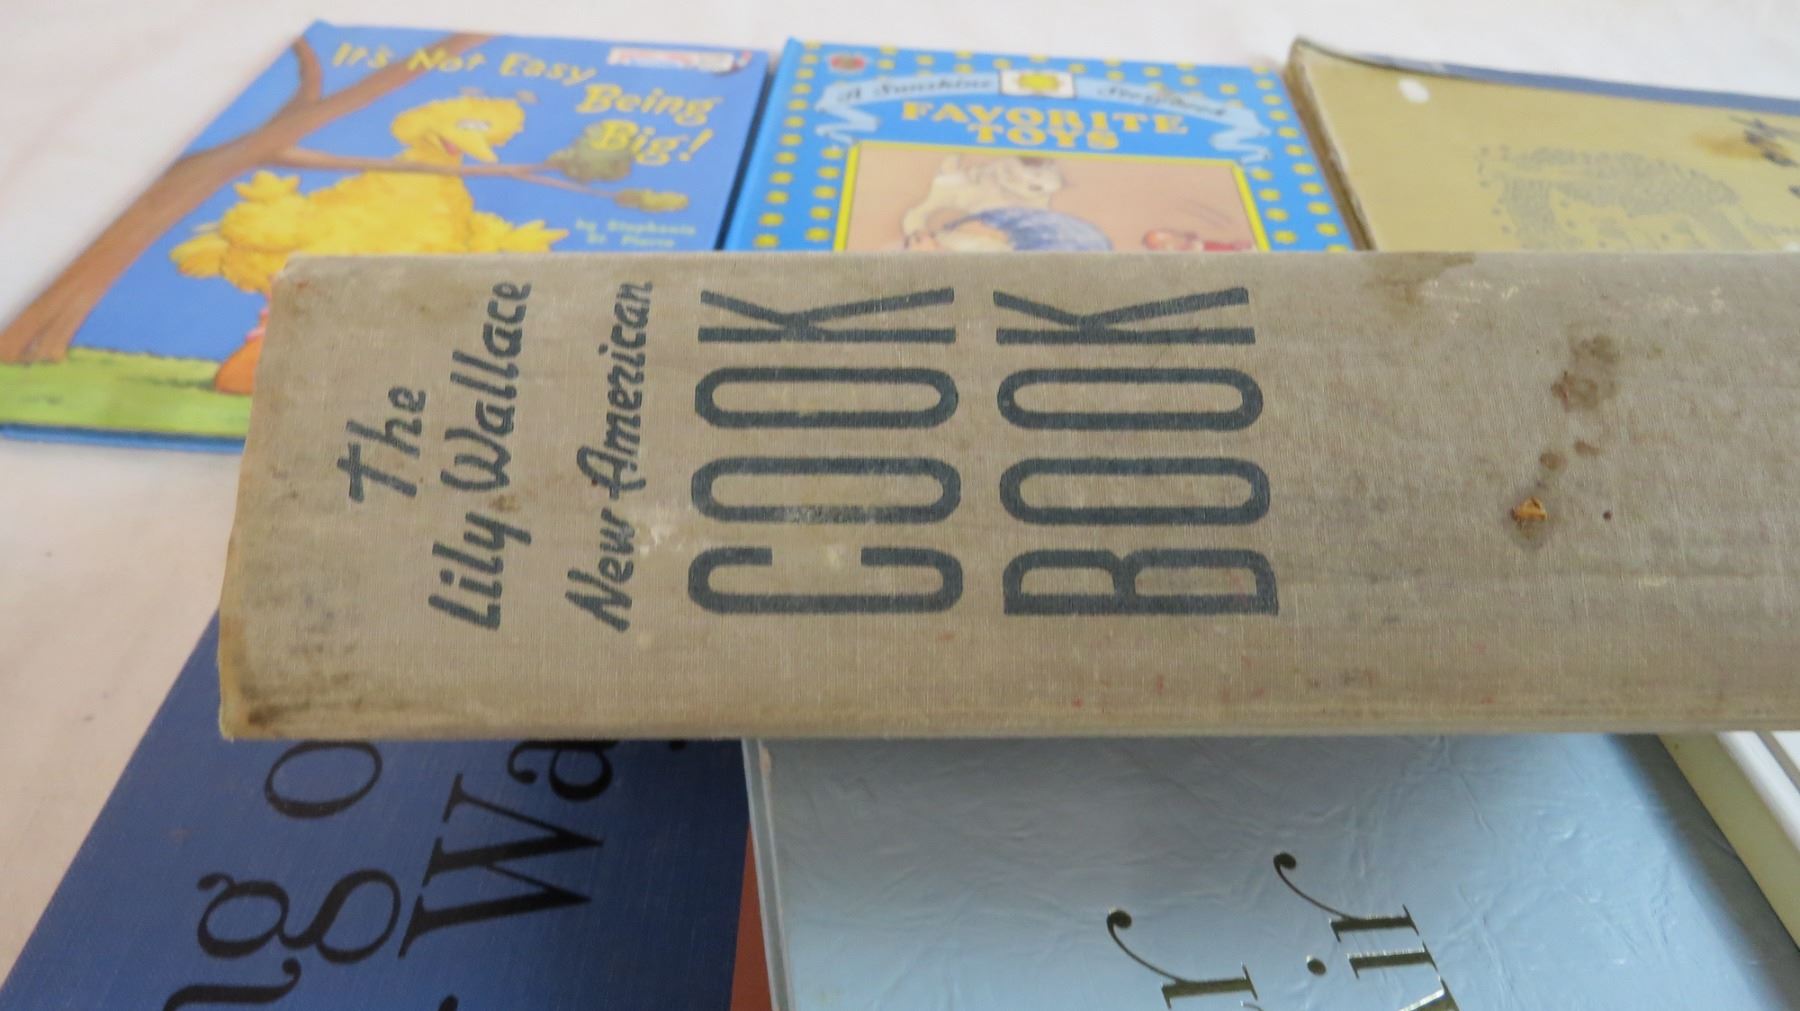 It's Not Easy
Being
Big!
by Stephanie
St. Pierre
A Sunshine Storybook
FAVORITE
TOYS
The
Lily Wallace
New American
COOK
BOOK